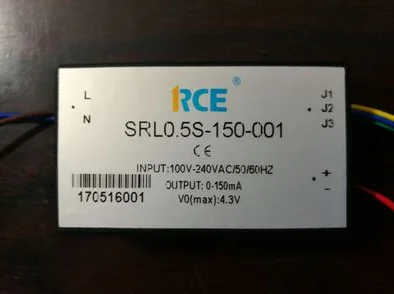 1RCE®
L
N
J1
J2
J3
SRL0.5S-150-001
CE
INPUT:100V-240VAC/50/60HZ
OUTPUT: 0-150mA
V0(max):4.3V
+
-
170516001